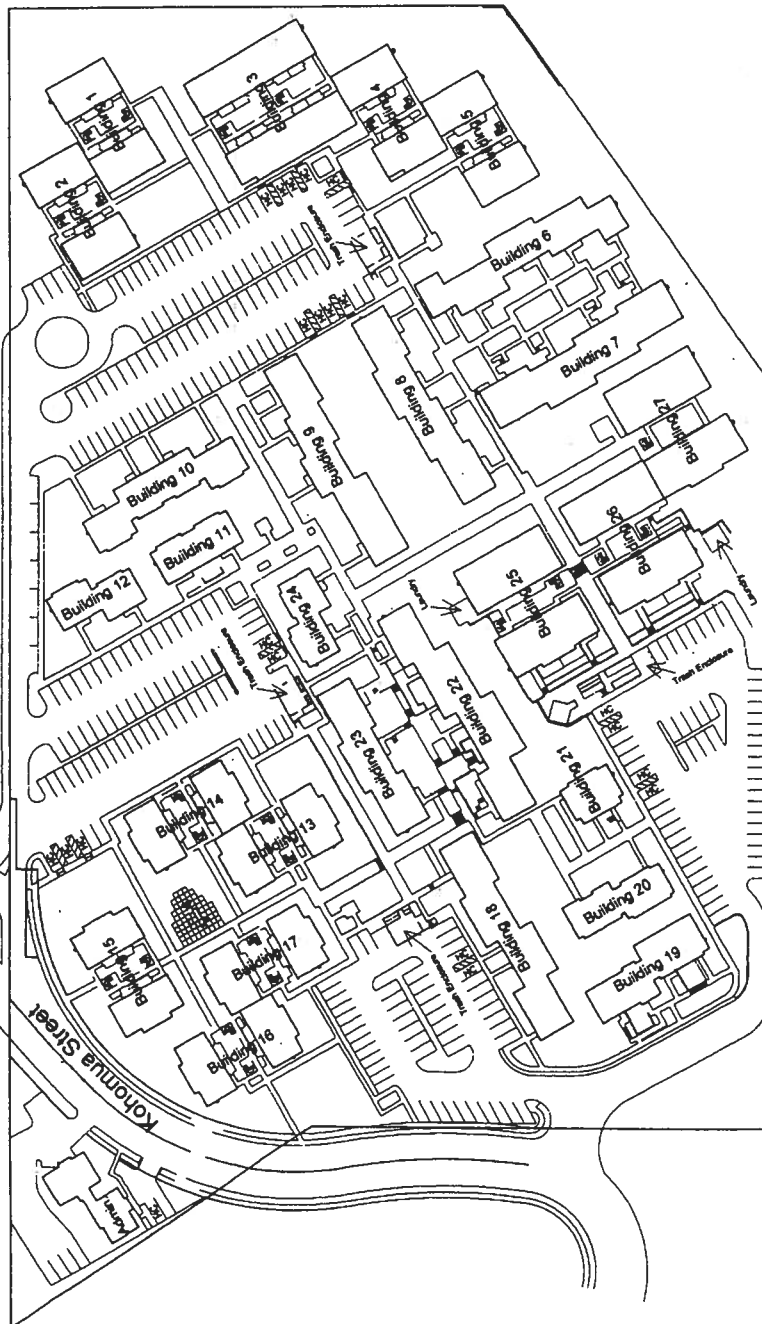 Building 1
Building 2
Building 3
Building 4
Building 5
Trash Enclosure
Building 6
Building 7
Building 8
Building 9
Building 10
Building 11
Building 12
Building 27
Building 26
Building 25
Laundry
Laundry
Building 24
Trash Enclosure
Building 22
Building 23
Trash Enclosure
Building 21
Building 14
Building 13
Building 20
Building 19
Building 18
Building 17
Trash Enclosure
Building 15
Building 16
Kohomua Street
Admin